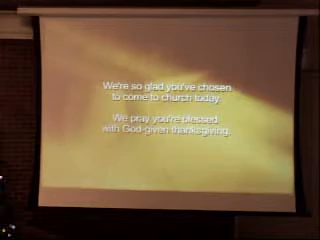 We're so glad you've chosen
to come to church today.
We pray you're blessed
with God-given thanksgiving.